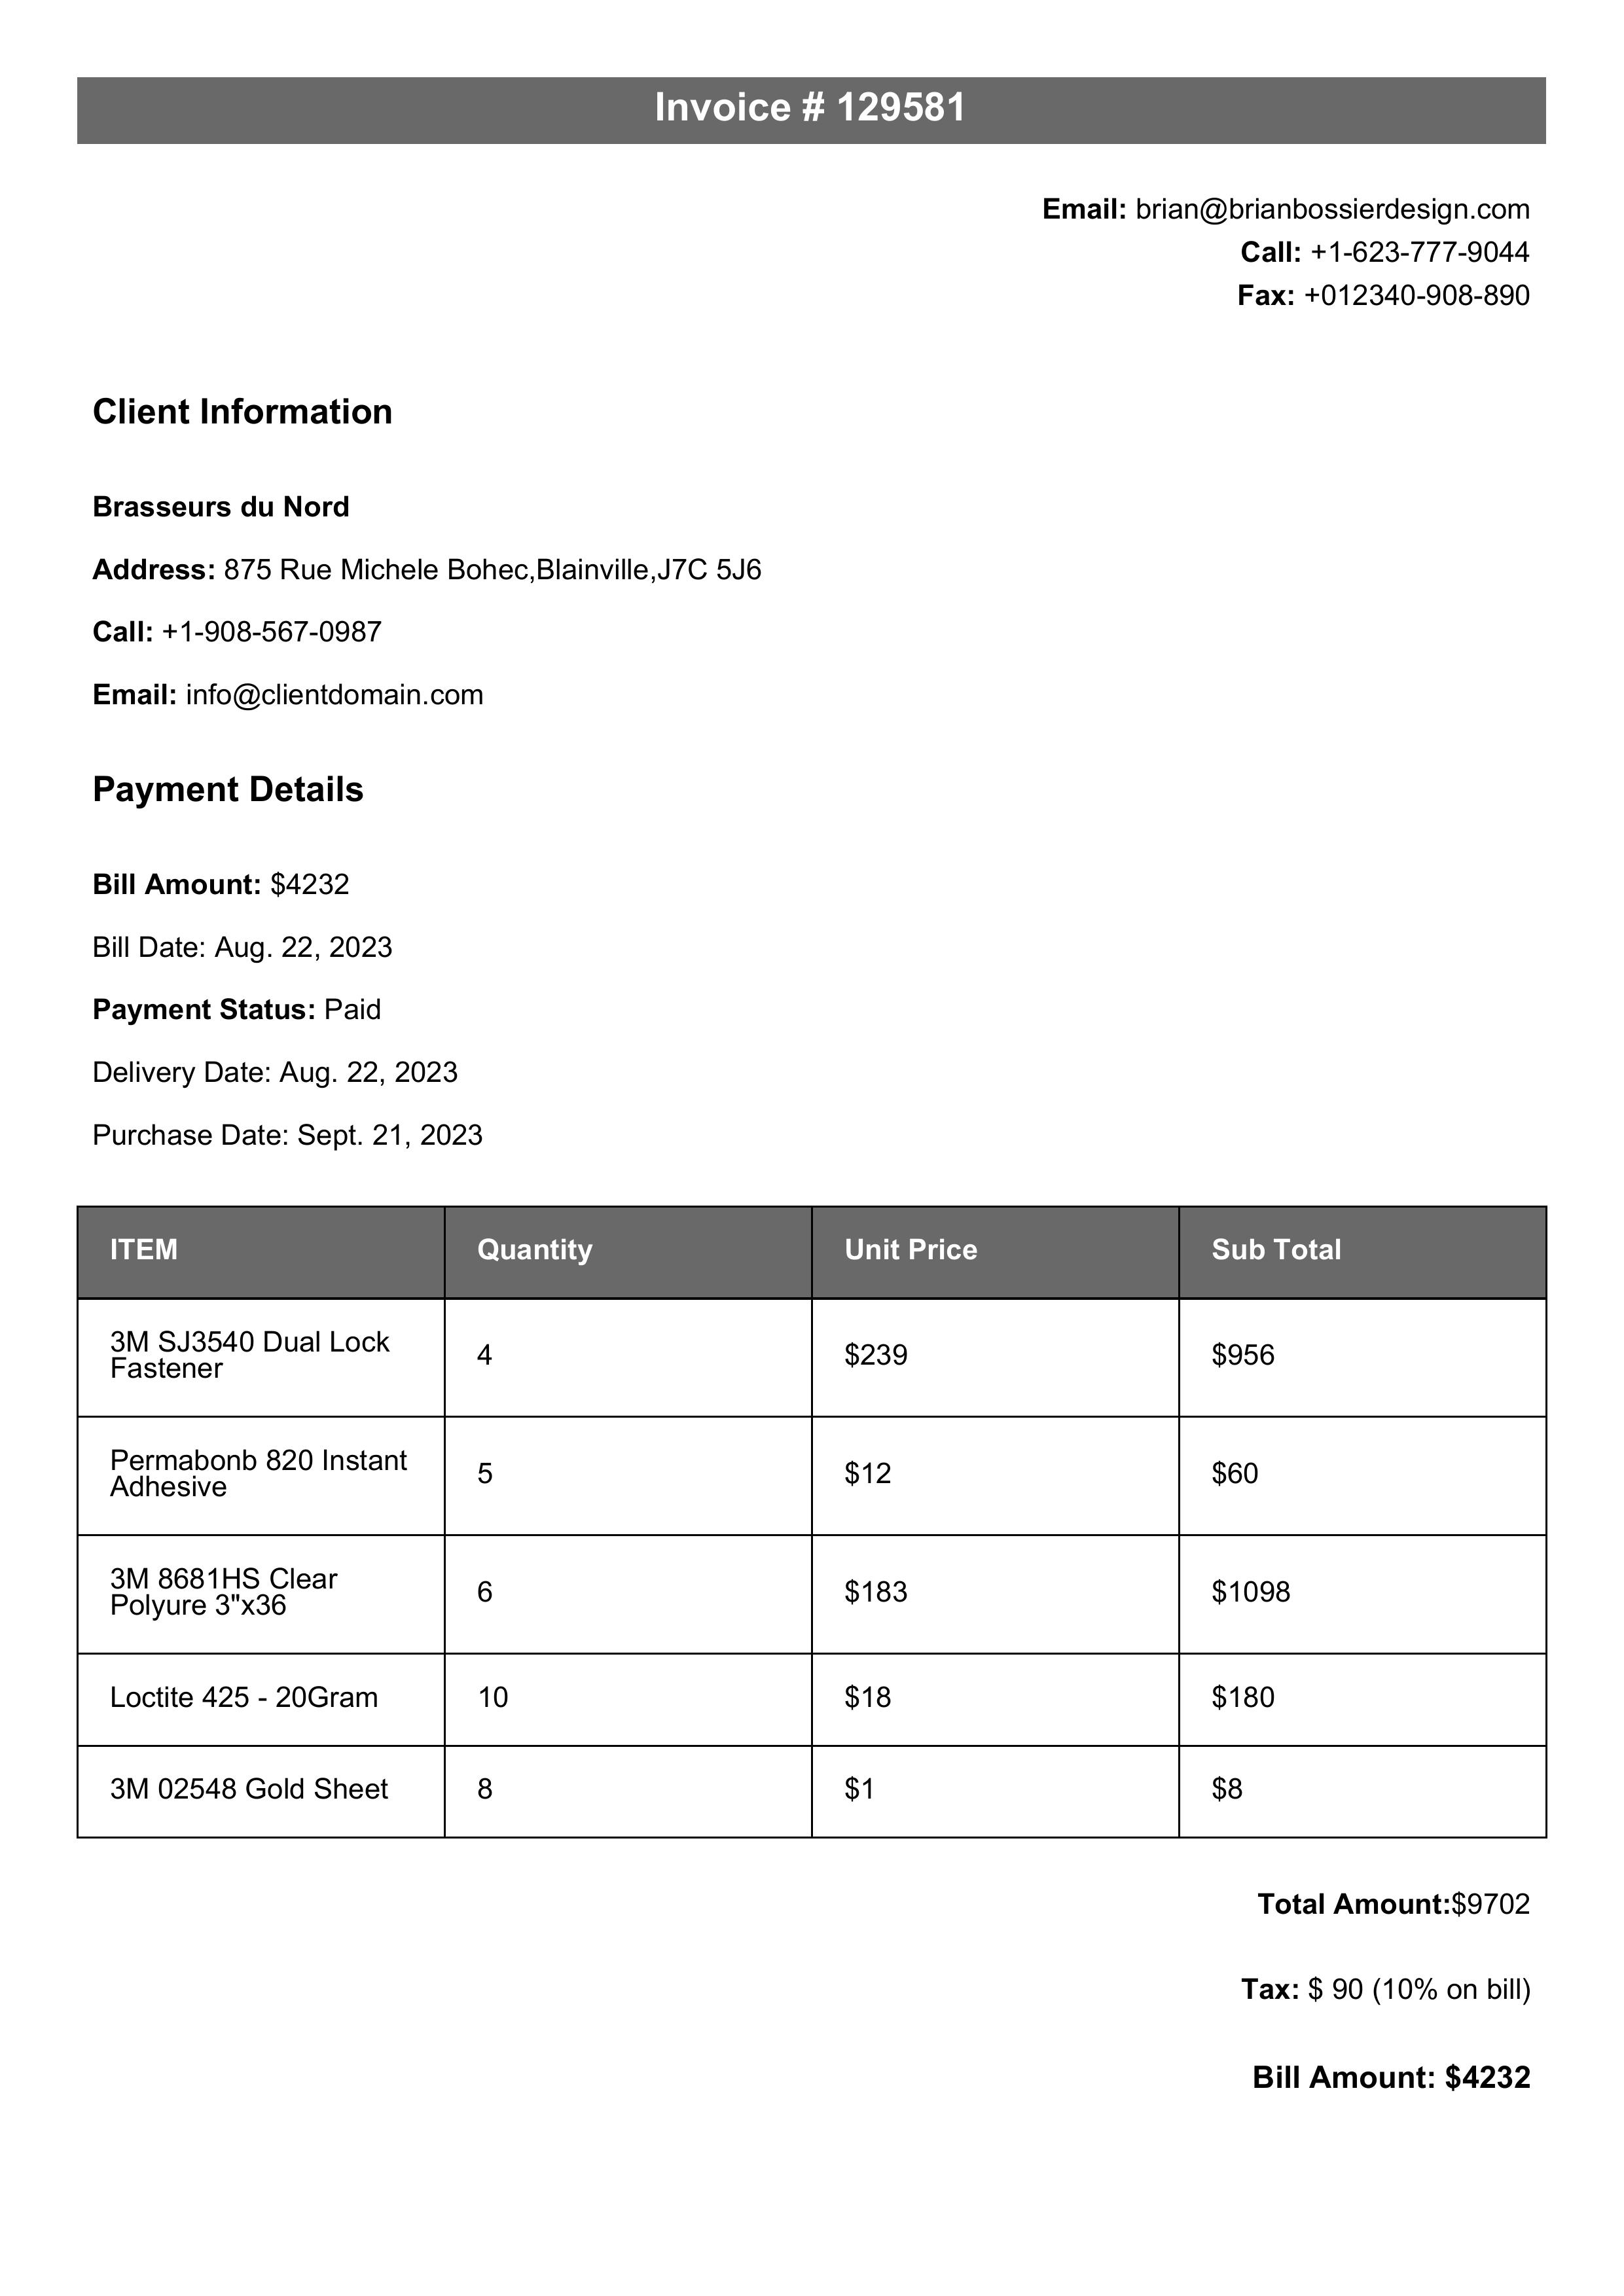 Invoice # 129581
Email: brian@brianbossierdesign.com
Call: +1-623-777-9044
Fax: +012340-908-890
Client Information
Brasseurs du Nord
Address: 875 Rue Michele Bohec,Blainville,J7C 5J6
Call: +1-908-567-0987
Email: info@clientdomain.com
Payment Details
Bill Amount: $4232
Bill Date: Aug. 22, 2023
Payment Status: Paid
Delivery Date: Aug. 22, 2023
Purchase Date: Sept. 21, 2023
ITEM Quantity Unit Price Sub Total
3M SJ3540 Dual Lock
Fastener 4 $239 $956
Permabonb 820 Instant
Adhesive 5 $12 $60
3M 8681HS Clear
Polyure 3"x36 6 $183 $1098
Loctite 425 - 20Gram 10 $18 $180
3M 02548 Gold Sheet 8 $1 $8
Total Amount:$9702
Tax: $ 90 (10% on bill)
Bill Amount: $4232